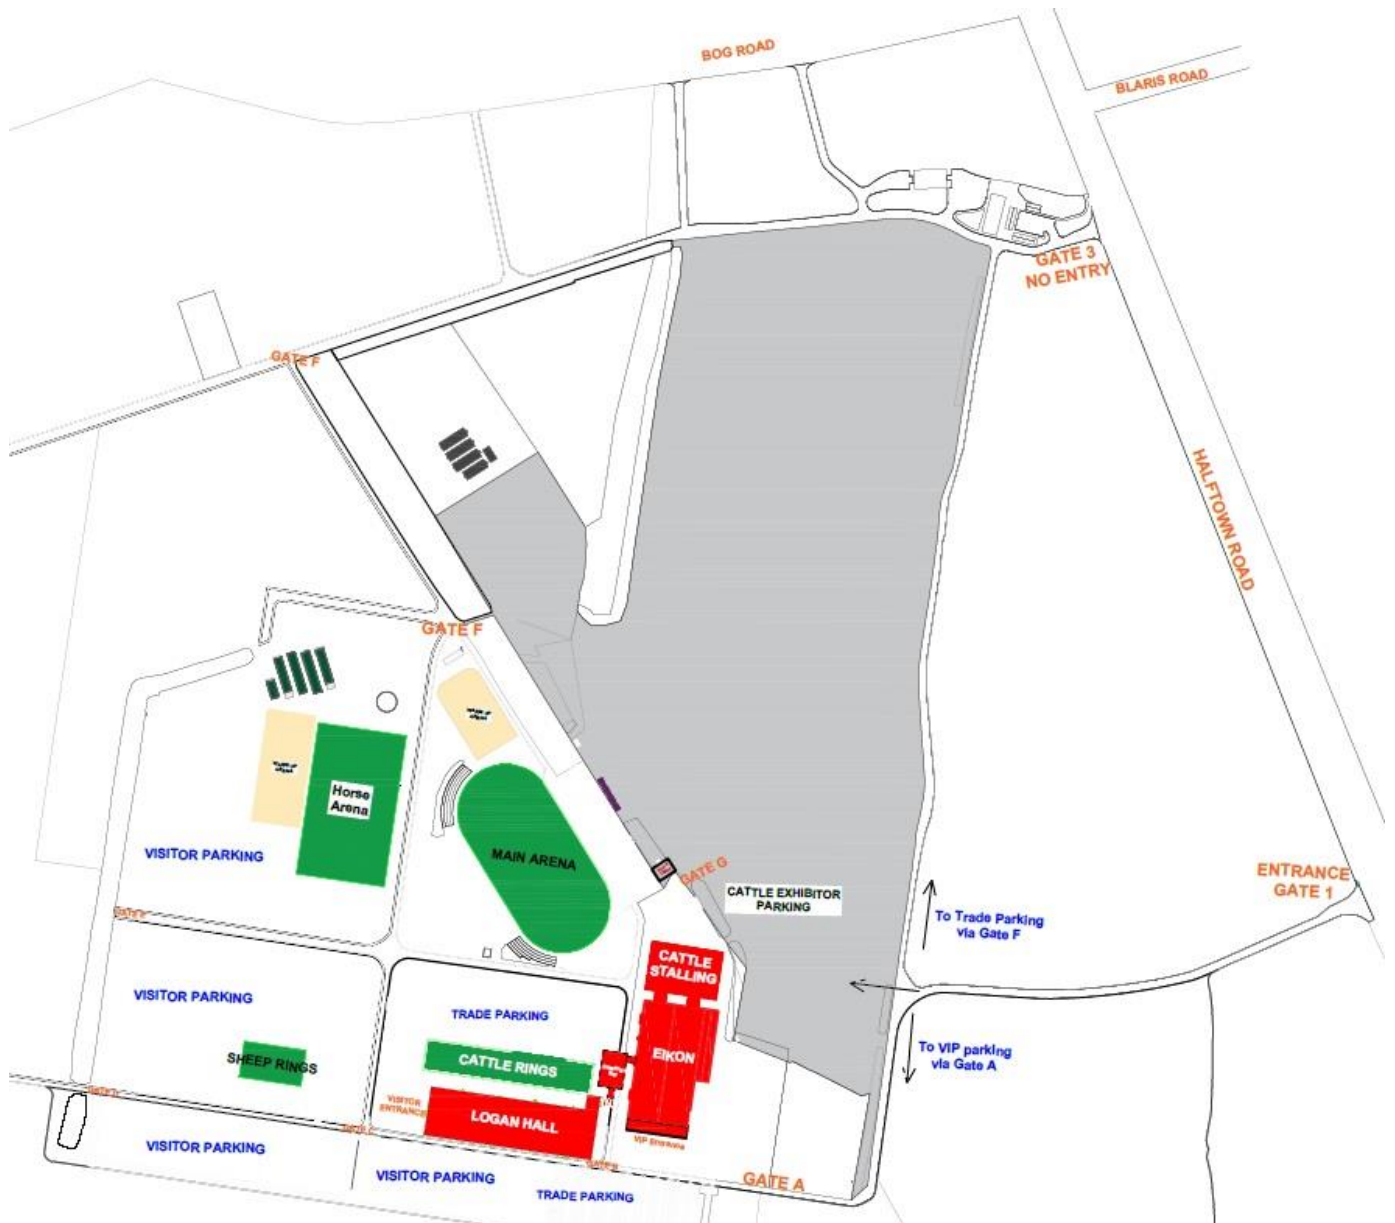 BOG ROAD
BLARIS ROAD
GATE 3
NO ENTRY
GATE F
HALFTOWN ROAD
GATE F
Horse
Arena
MAIN ARENA
VISITOR PARKING
GATE G
CATTLE EXHIBITOR
PARKING
ENTRANCE
GATE 1
To Trade Parking
via Gate F
CATTLE
STALLING
VISITOR PARKING
TRADE PARKING
SHEEP RINGS
CATTLE RINGS
EIKON
To VIP parking
via Gate A
VISITOR
ENTRANCE
LOGAN HALL
GATE C
VIP Entrance
VISITOR PARKING
VISITOR PARKING
GATE A
TRADE PARKING